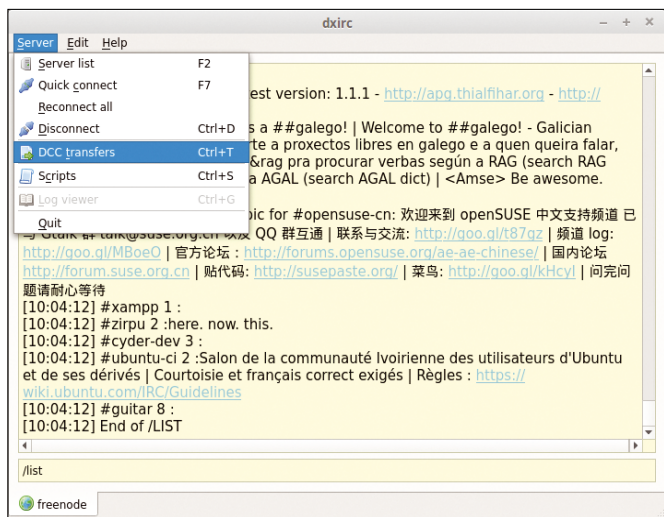 dxirc
Server Edit Help
Server list F2
Quick connect F7
Reconnect all
Disconnect Ctrl+D
DCC transfers Ctrl+T
Scripts Ctrl+S
Log viewer Ctrl+G
Quit
est version: 1.1.1 - http://apg.thialfihar.org - http://
s a ##galego! | Welcome to ##galego! - Galician
rte a proxectos libres en galego e a quen queira falar,
&rag pra procurar verbas según a RAG (search RAG
a AGAL (search AGAL dict) | <Amse> Be awesome.
pic for #opensuse-cn: 欢迎来到 openSUSE 中文支持频道 已
与 Gtalk 群 talk@suse.org.cn 以及 QQ 群互通 | 联系与交流: http://goo.gl/t87gz | 频道 log:
http://goo.gl/MBoeO | 官方论坛 : http://forums.opensuse.org/ae-ae-chinese/ | 国内论坛
http://forum.suse.org.cn | 贴代码: http://susepaste.org/ | 菜鸟: http://goo.gl/kHcyl | 问完问
题请耐心等待
[10:04:12] #xampp 1 :
[10:04:12] #zirpu 2 :here. now. this.
[10:04:12] #cyder-dev 3 :
[10:04:12] #ubuntu-ci 2 :Salon de la communauté Ivoirienne des utilisateurs d'Ubuntu
et de ses dérivés | Courtoisie et français correct exigés | Règles : https://
wiki.ubuntu.com/IRC/Guidelines
[10:04:12] #guitar 8 :
[10:04:12] End of /LIST
/list
freenode